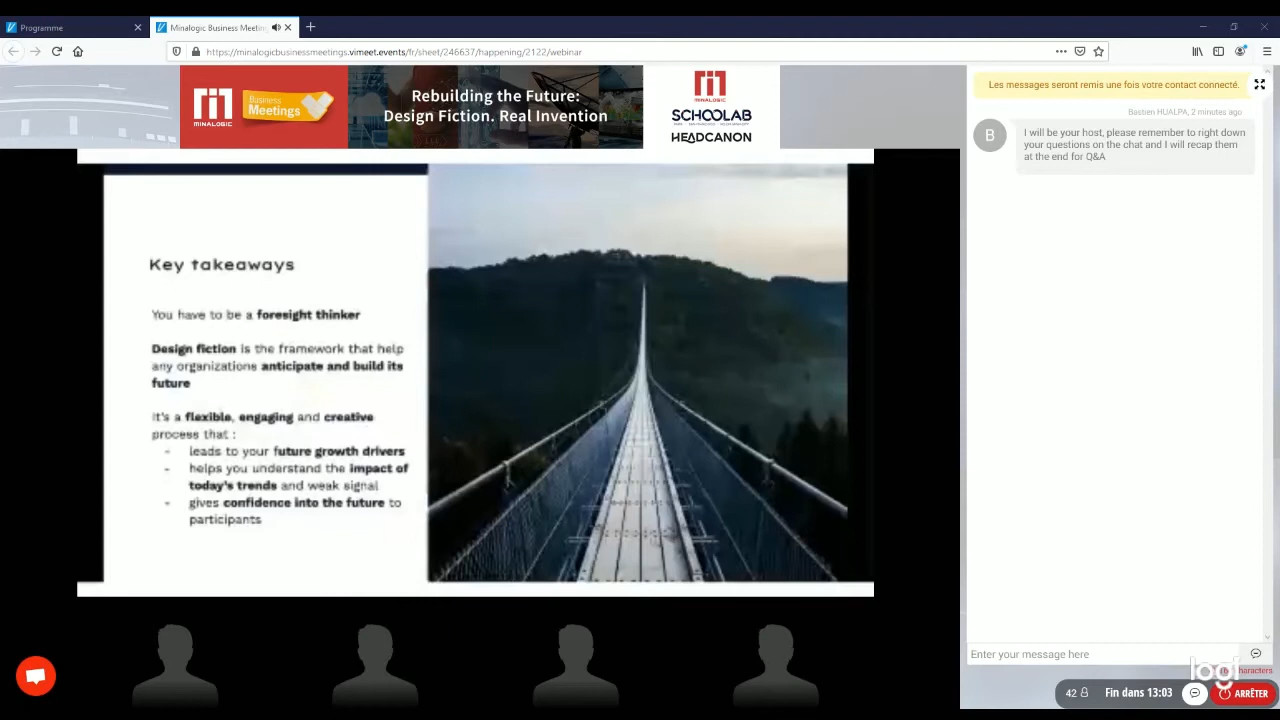 Programme
Minalogic Business Meetin
https://minalogicbusinessmeetings.vimeet.events/fr/sheet/246637/happening/2122/webinar
MINALOGIC
Business
Meetings
Rebuilding the Future:
Design Fiction. Real Invention
MINALOGIC
SCHOOLAB
HEADCANON
Les messages seront remis une fois votre contact connecté.
Bastien HUALPA, 2 minutes ago
B
I will be your host, please remember to right down
your questions on the chat and I will recap them
at the end for Q&A
Key takeaways
You have to be a foresight thinker
Design fiction is the framework that help
any organizations anticipate and build its
future
It's a flexible, engaging and creative
process that :
- leads to your future growth drivers
- helps you understand the impact of
today's trends and weak signal
- gives confidence into the future to
participants
Enter your message here
logi
characters
42
Fin dans 13:03
ARRÊTER